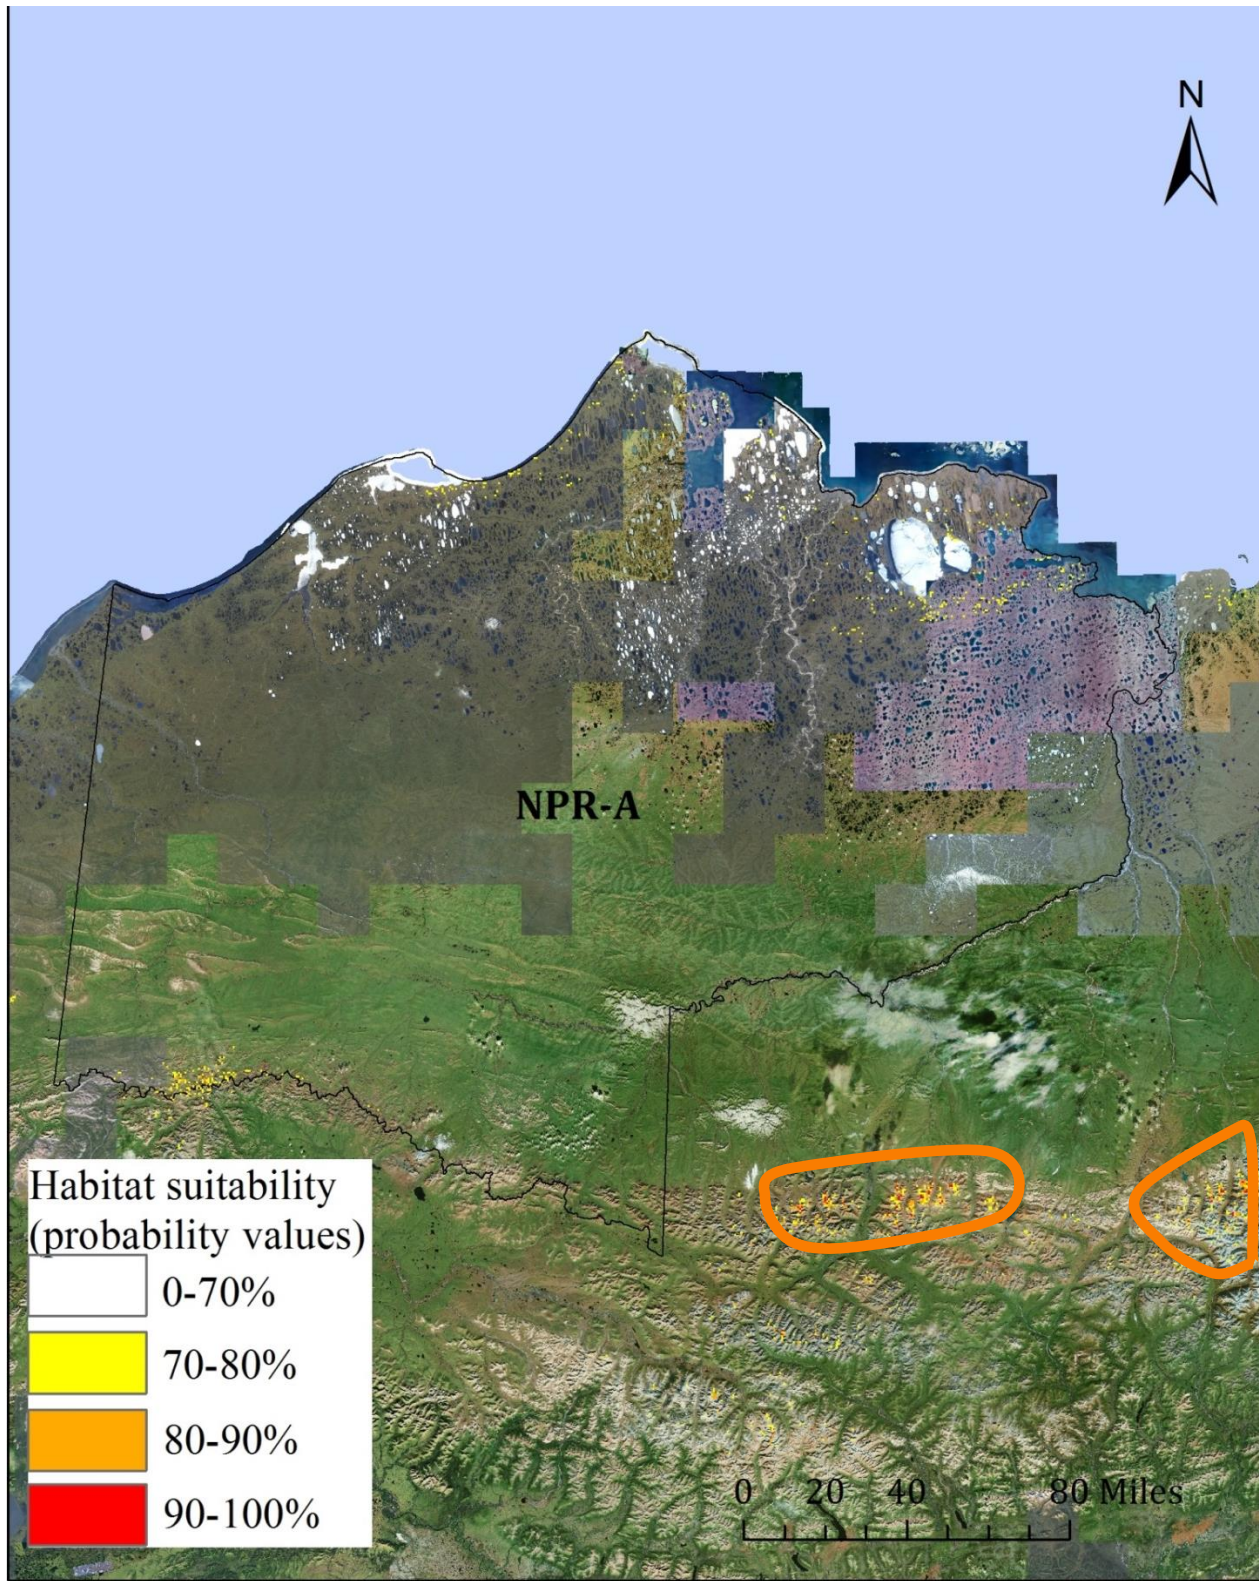 N
NPR-A
Habitat suitability
(probability values)
0-70%
70-80%
80-90%
90-100%
0 20 40 80 Miles